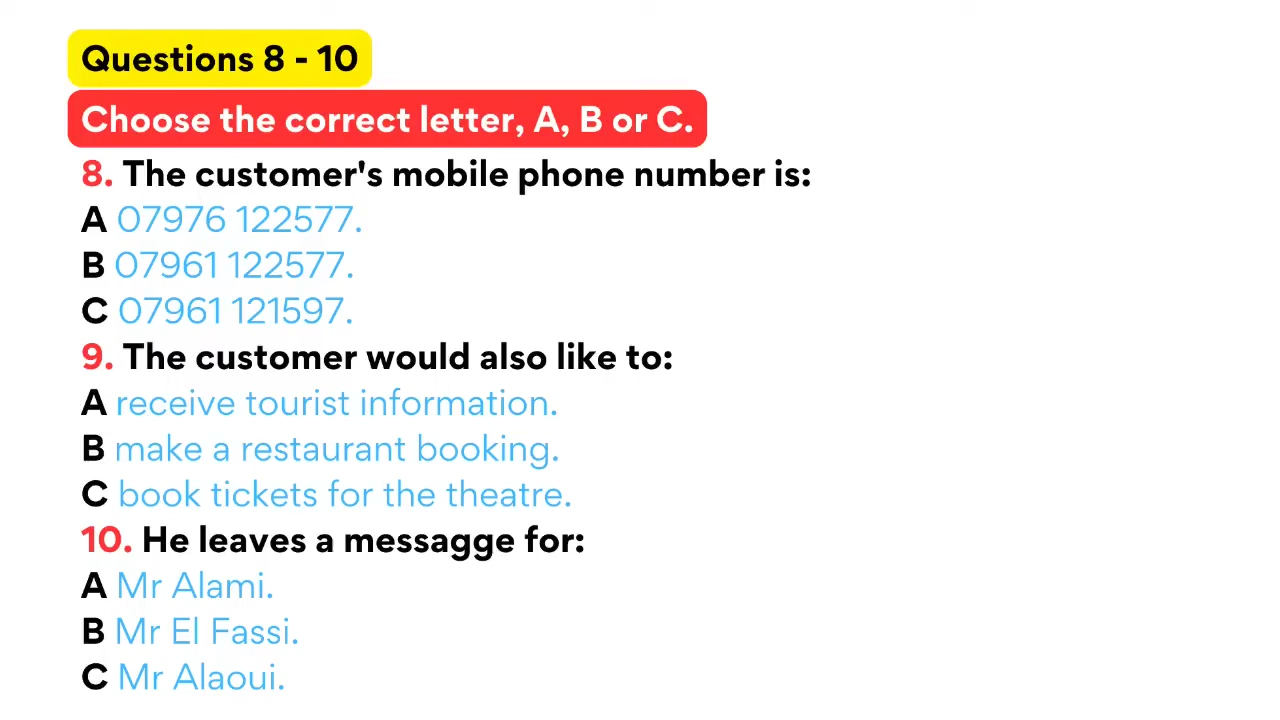 Questions 8 - 10
Choose the correct letter, A, B or C.
8. The customer's mobile phone number is:
A 07976 122577.
B 07961 122577.
C 07961 121597.
9. The customer would also like to:
A receive tourist information.
B make a restaurant booking.
C book tickets for the theatre.
10. He leaves a messagge for:
A Mr Alami.
B Mr El Fassi.
C Mr Alaoui.